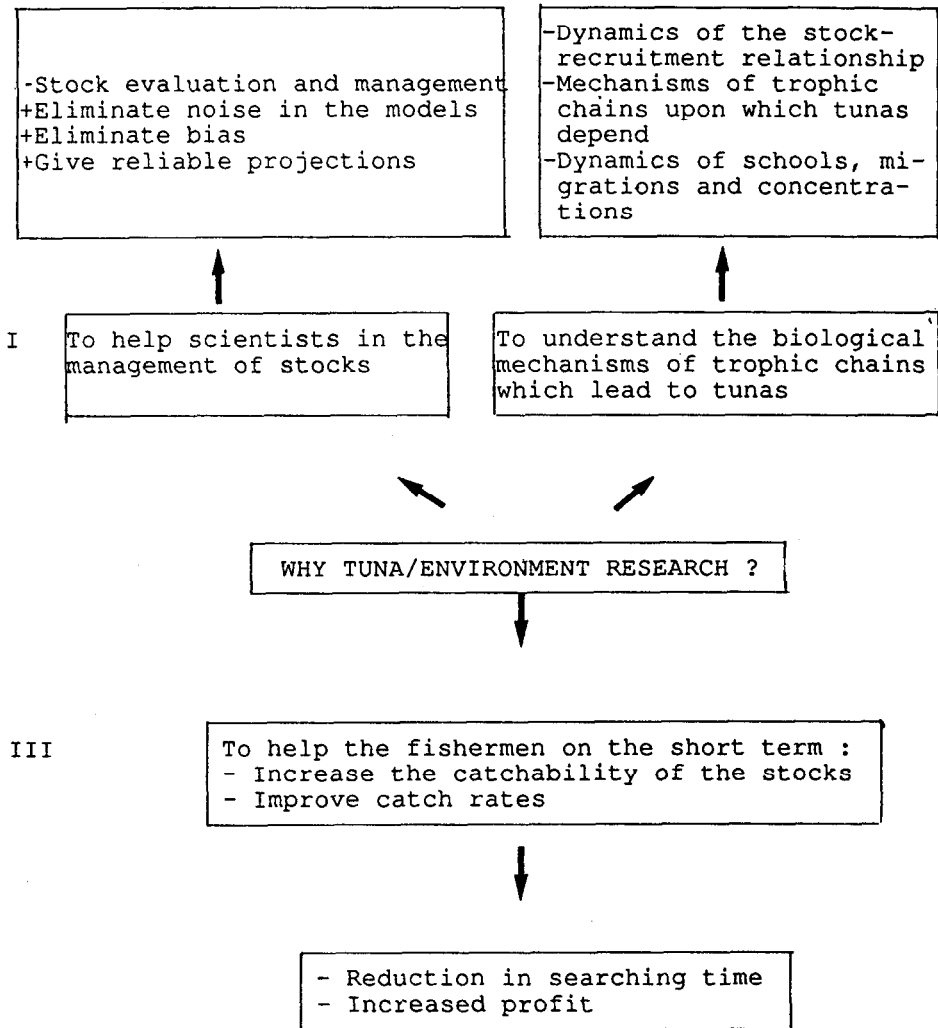 -Stock evaluation and management
+Eliminate noise in the models
+Eliminate bias
+Give reliable projections
-Dynamics of the stock-
recruitment relationship
-Mechanisms of trophic
chains upon which tunas
depend
-Dynamics of schools, mi-
grations and concentra-
tions
I
To help scientists in the
management of stocks
To understand the biological
mechanisms of trophic chains
which lead to tunas
WHY TUNA/ENVIRONMENT RESEARCH ?
III
To help the fishermen on the short term :
- Increase the catchability of the stocks
- Improve catch rates
- Reduction in searching time
- Increased profit